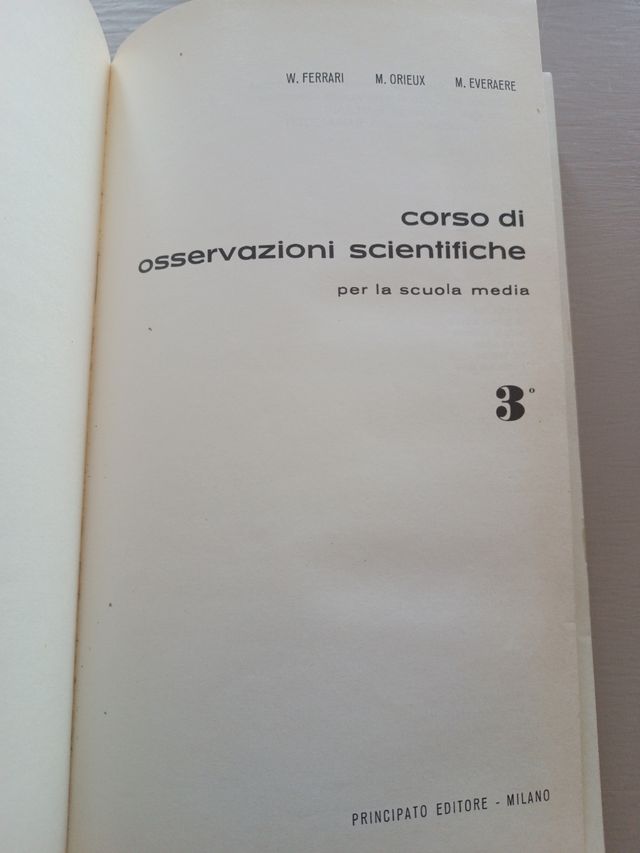 W. FERRARI M. ORIEUX M. EVERAERE
corso di
osservazioni scientifiche
per la scuola media
3°
PRINCIPATO EDITORE - MILANO